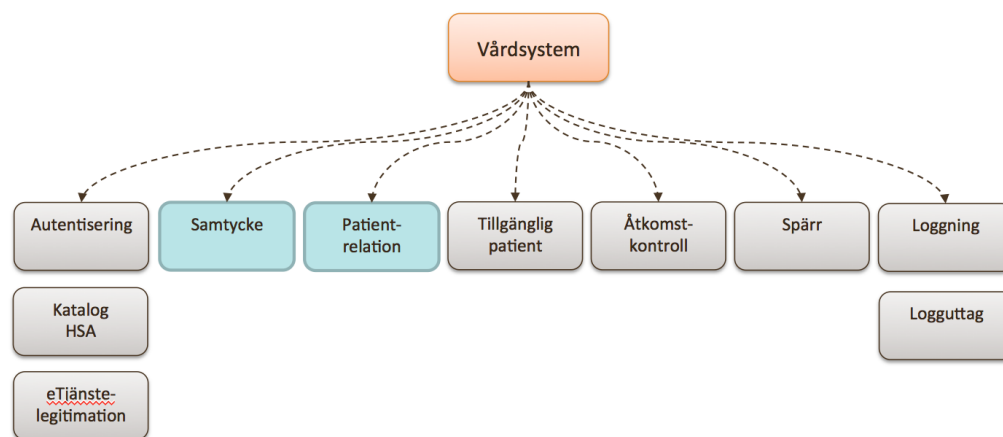 Vårdsystem
Autentisering
Samtycke
Patient-
relation
Tillgänglig
patient
Åtkomst-
kontroll
Spärr
Loggning
Katalog
HSA
Logguttag
eTjänste-
legitimation